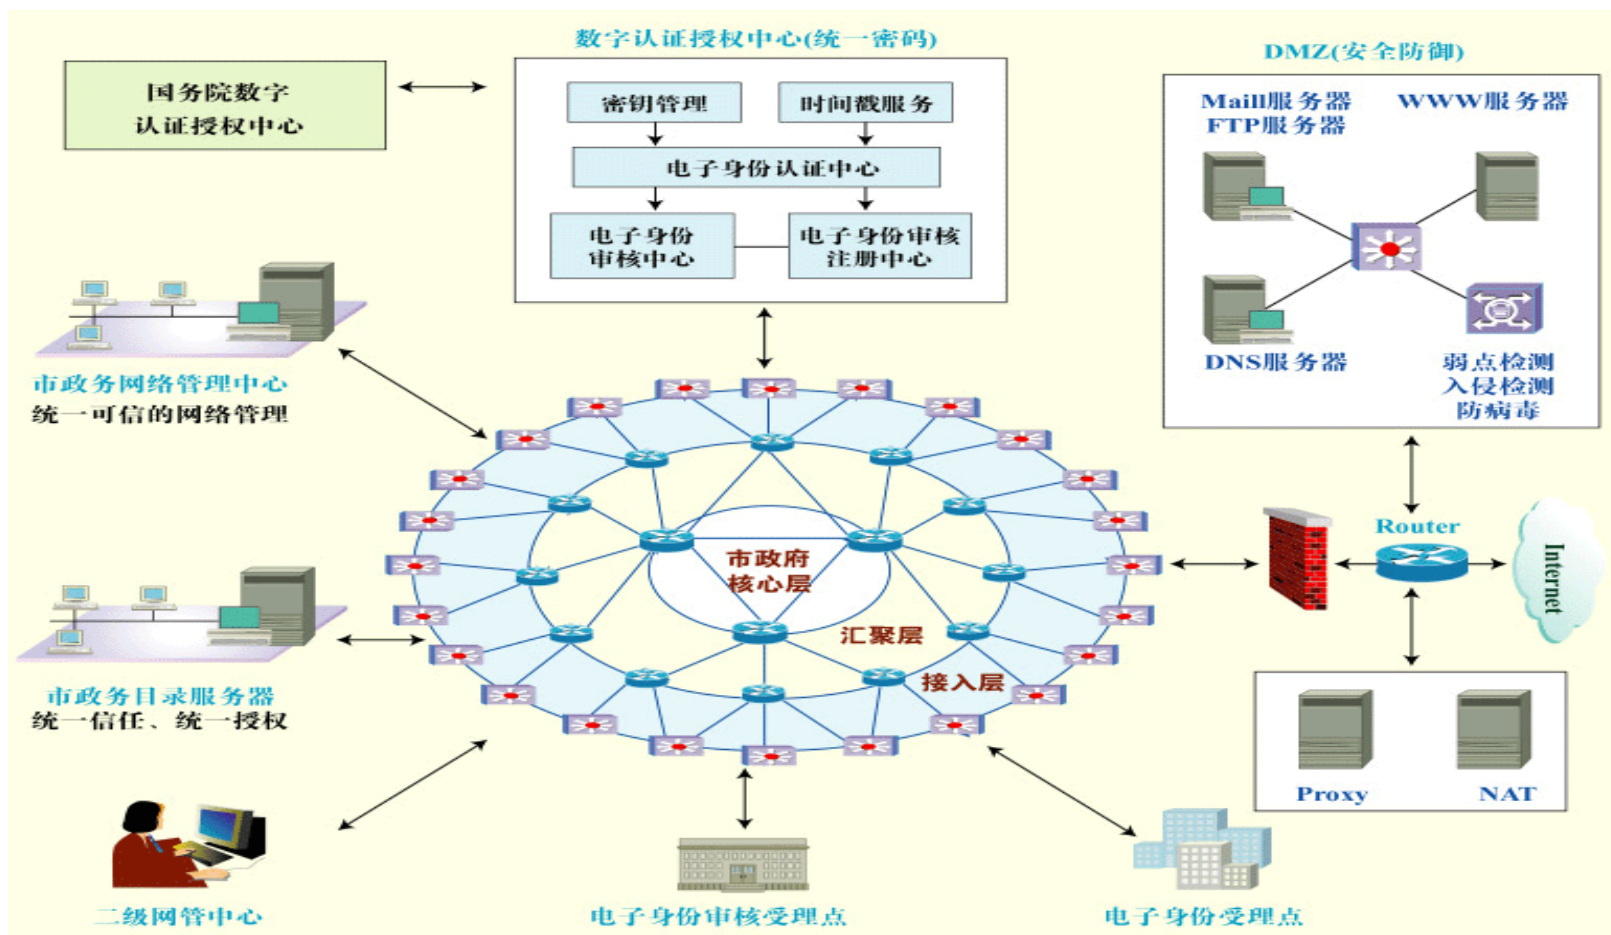 数字认证授权中心(统一密码)
DMZ(安全防御)
国务院数字
认证授权中心
密钥管理
时间戳服务
电子身份认证中心
电子身份
审核中心
电子身份审核
注册中心
Maill服务器
FTP服务器
WWW服务器
DNS服务器
弱点检测
入侵检测
防病毒
市政务网络管理中心
统一可信的网络管理
市政府
核心层
汇聚层
接入层
Router
Internet
市政务目录服务器
统一信任、统一授权
Proxy
NAT
二级网管中心
电子身份审核受理点
电子身份受理点